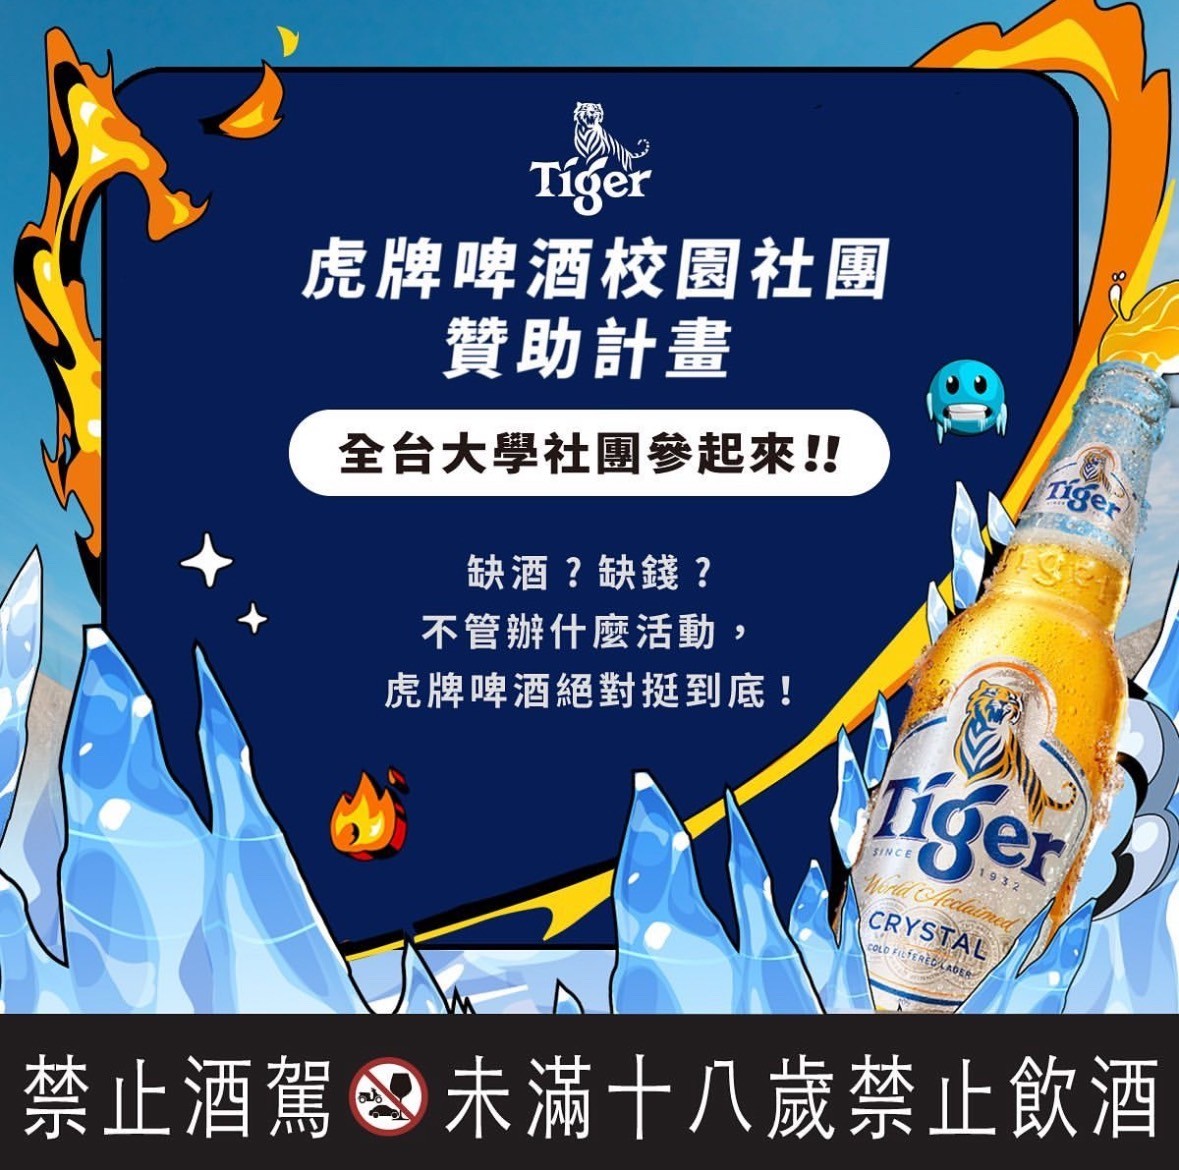 Tiger
虎牌啤酒校園社團
贊助計畫
全台大學社團參起來!!
缺酒？缺錢？
不管辦什麼活動，
虎牌啤酒絕對挺到底！
Tiger
Tiger
SINCE 1932
World Acclaimed
CRYSTAL
COLD FILTERED LAGER
禁止酒駕 未滿十八歲禁止飲酒